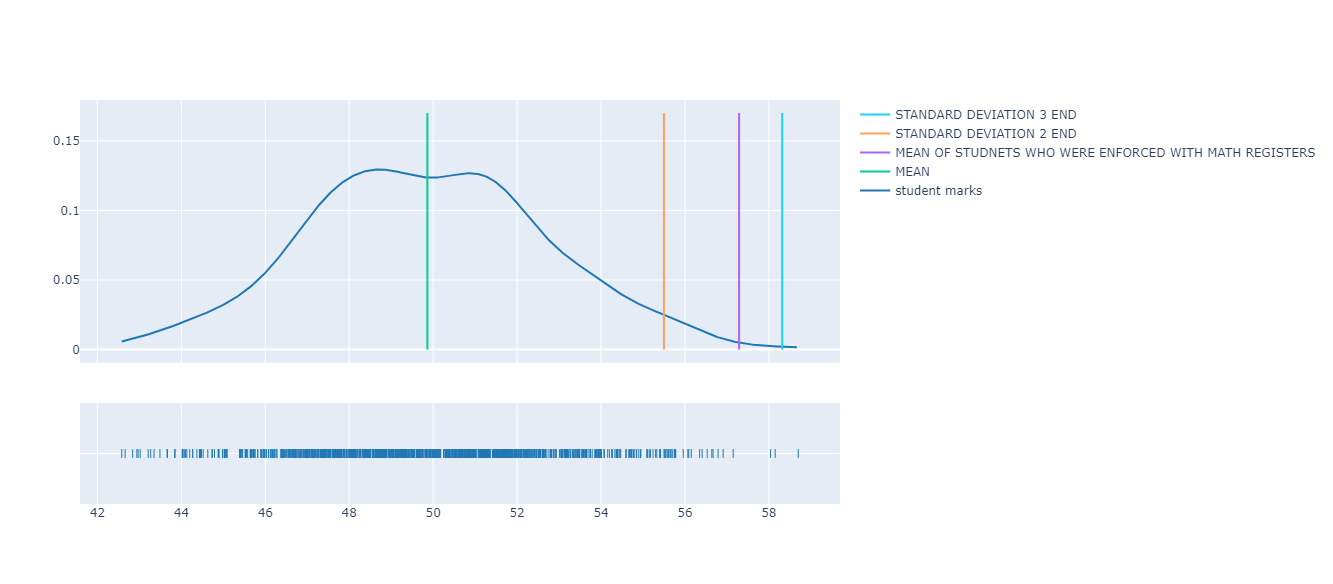 0.15
0.1
0.05
0
STANDARD DEVIATION 3 END
STANDARD DEVIATION 2 END
MEAN OF STUDNETS WHO WERE ENFORCED WITH MATH REGISTERS
MEAN
student marks
42 44 46 48 50 52 54 56 58